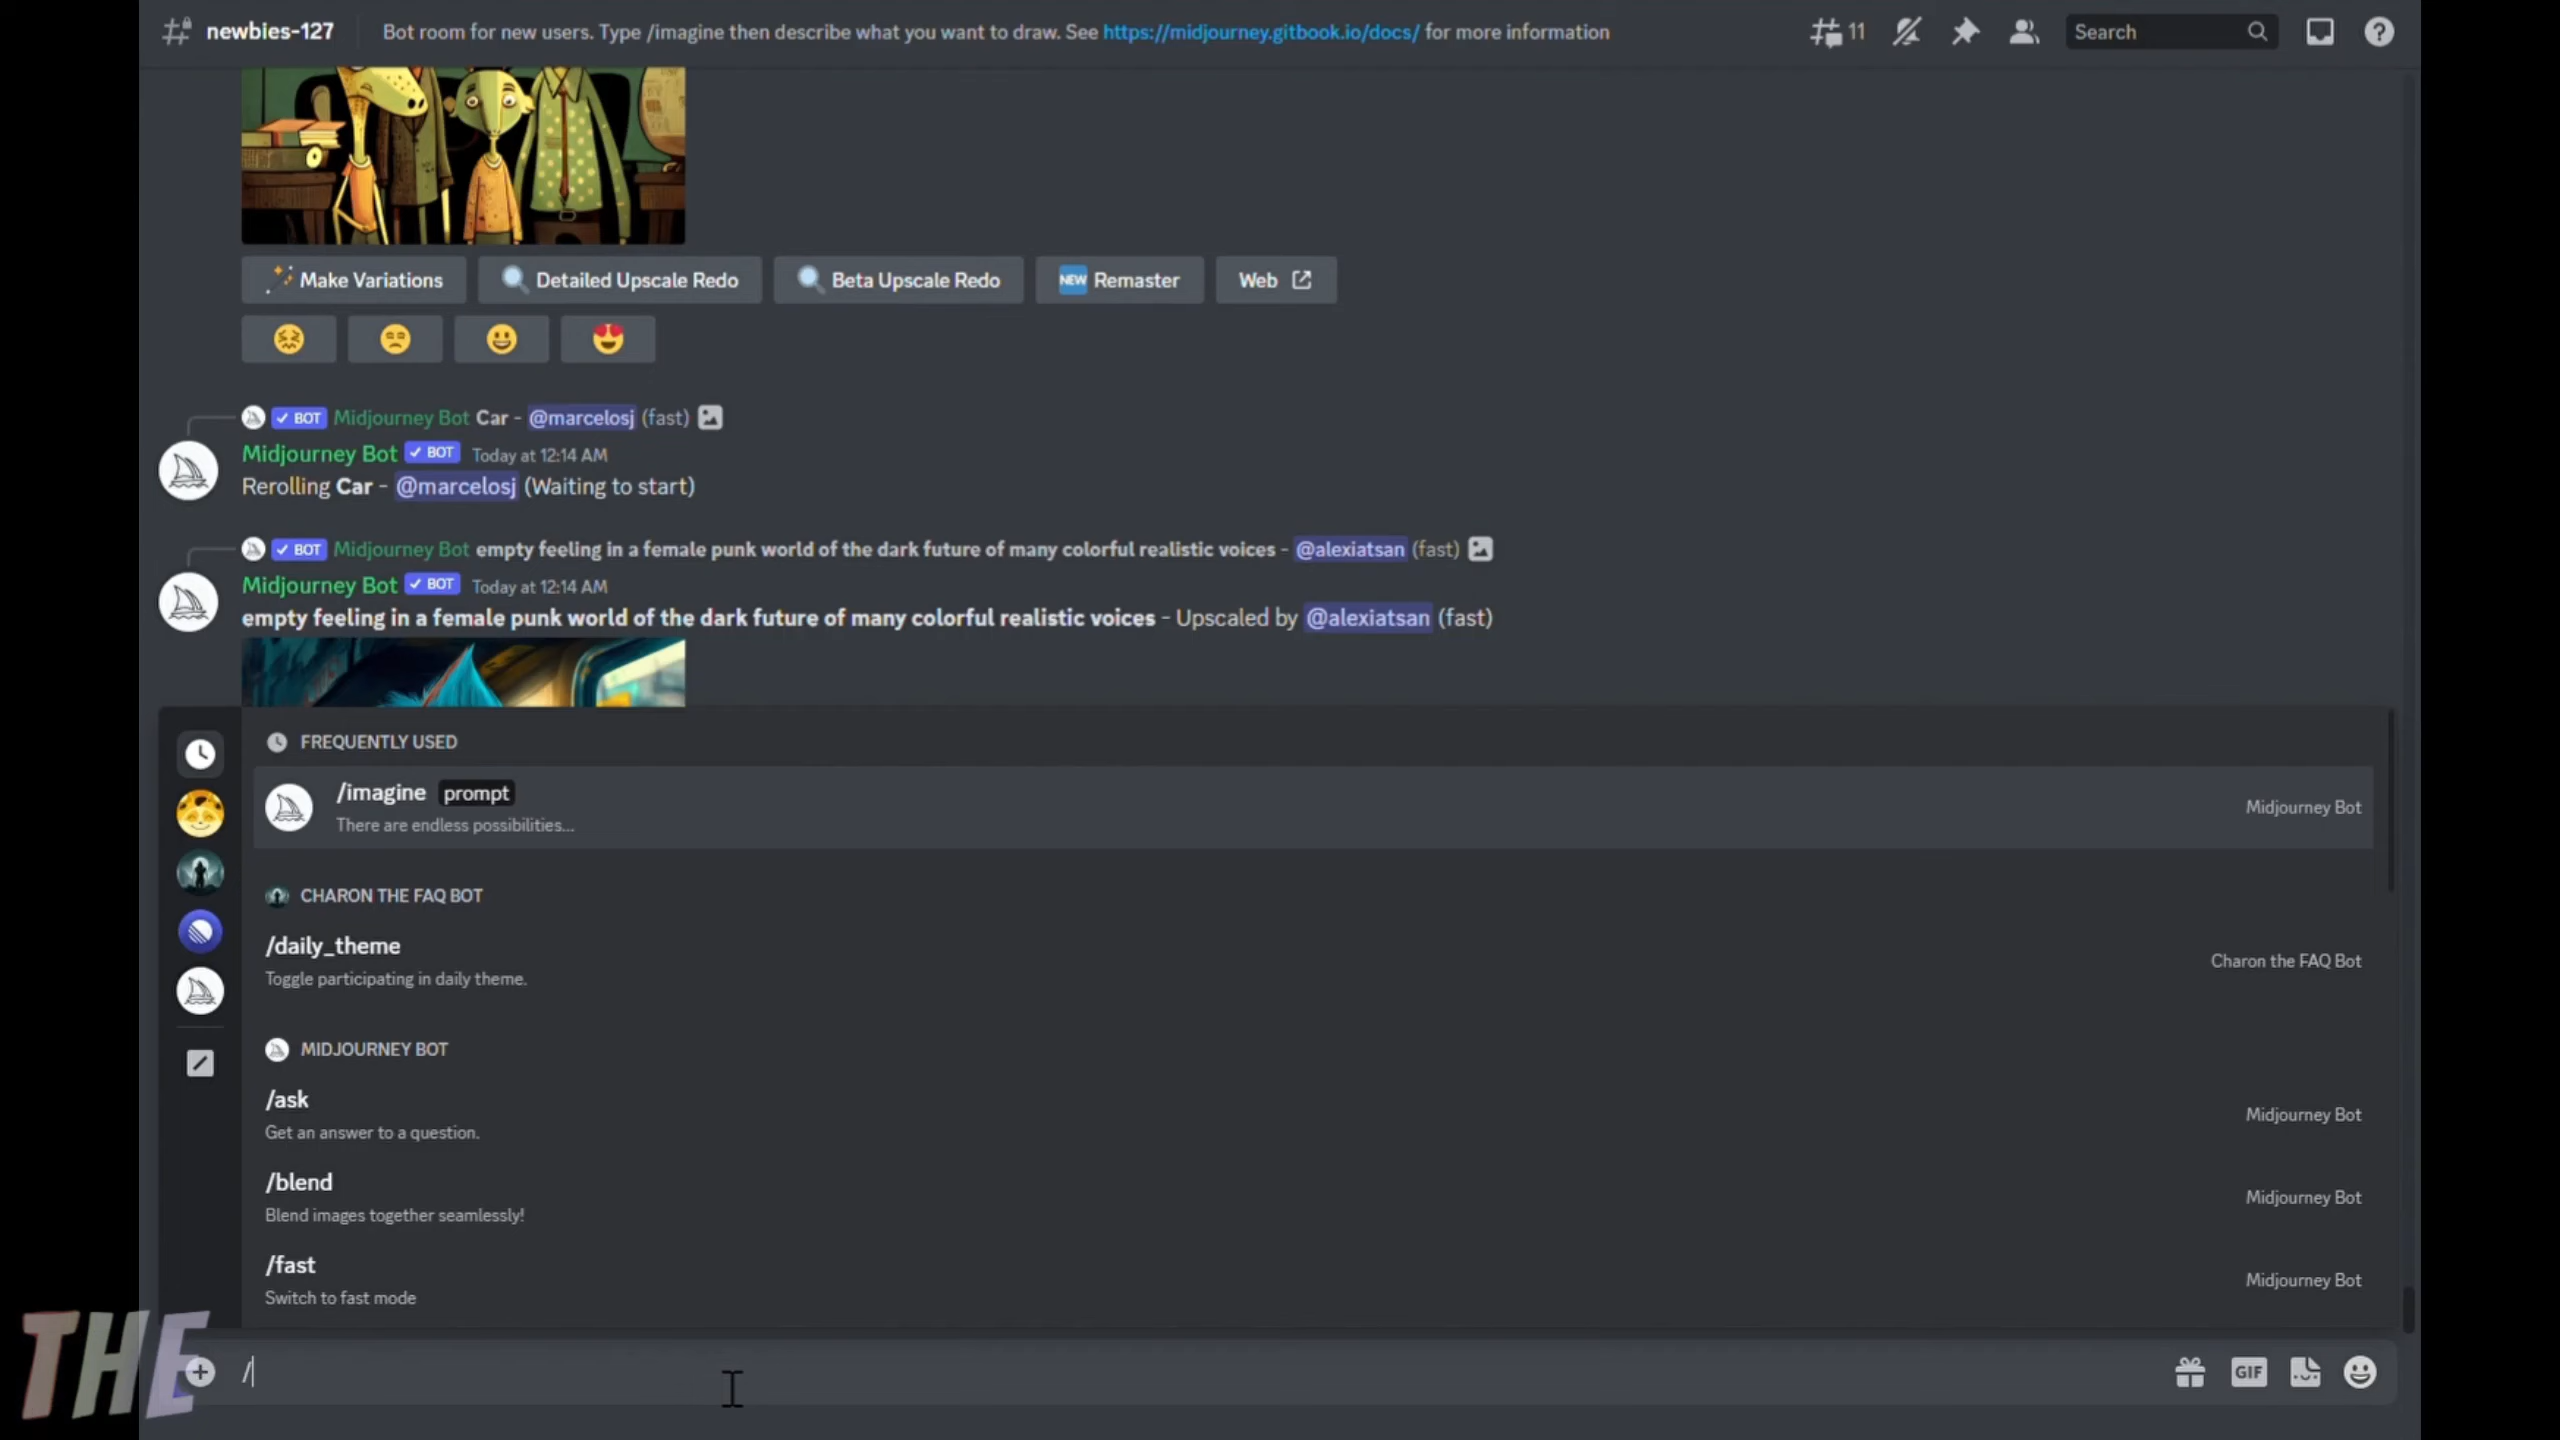 newbies-127 Bot room for new users. Type /imagine then describe what you want to draw. See https://midjourney.gitbook.io/docs/ for more information 11 Search
Make Variations Detailed Upscale Redo Beta Upscale Redo NEW Remaster Web
BOT Midjourney Bot Car - @marcelosj (fast)
Midjourney Bot BOT Today at 12:14 AM
Rerolling Car - @marcelosj (Waiting to start)
BOT Midjourney Bot empty feeling in a female punk world of the dark future of many colorful realistic voices - @alexiatsan (fast)
Midjourney Bot BOT Today at 12:14 AM
empty feeling in a female punk world of the dark future of many colorful realistic voices - Upscaled by @alexiatsan (fast)
FREQUENTLY USED
/imagine prompt
There are endless possibilities...
Midjourney Bot
CHARON THE FAQ BOT
/daily_theme
Toggle participating in daily theme.
Charon the FAQ Bot
MIDJOURNEY BOT
/ask
Get an answer to a question.
Midjourney Bot
/blend
Blend images together seamlessly!
Midjourney Bot
/fast
Switch to fast mode
Midjourney Bot
THE
/
GIF